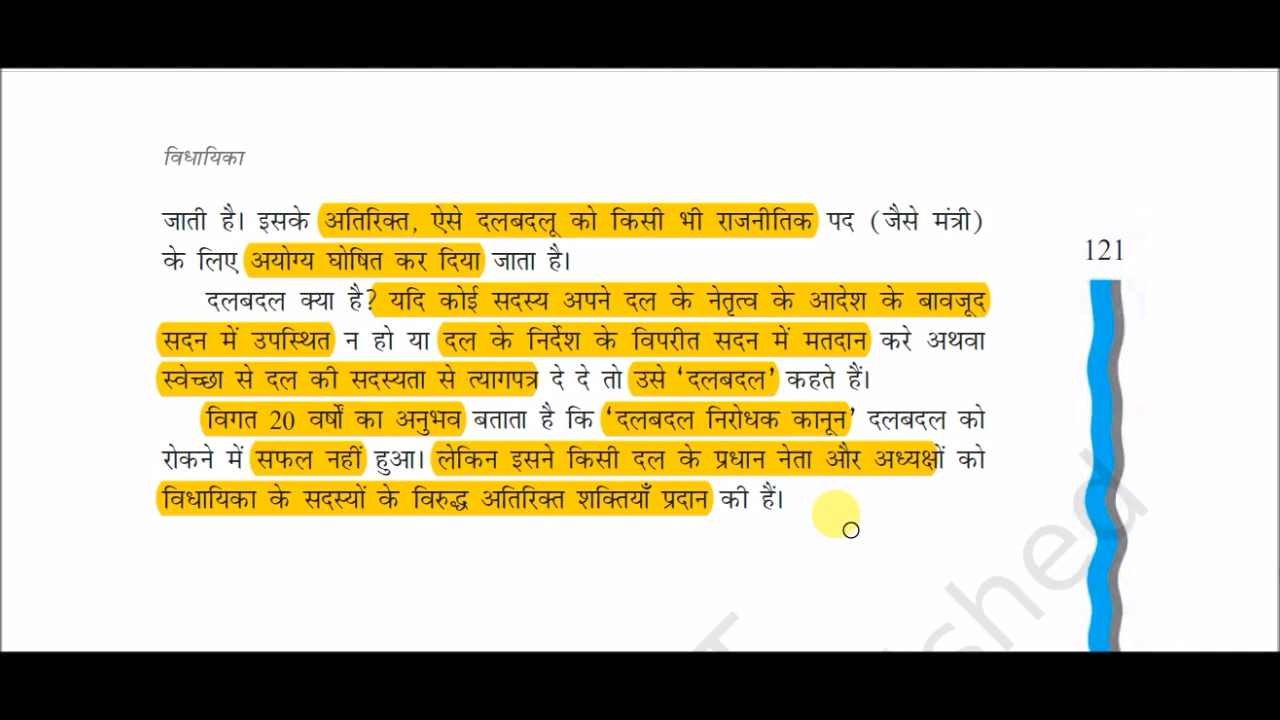 विधायिका
जाती है। इसके अतिरिक्त, ऐसे दलबदलू को किसी भी राजनीतिक पद (जैसे मंत्री)
के लिए अयोग्य घोषित कर दिया जाता है।
121
दलबदल क्या है? यदि कोई सदस्य अपने दल के नेतृत्व के आदेश के बावजूद
सदन में उपस्थित न हो या दल के निर्देश के विपरीत सदन में मतदान करे अथवा
स्वेच्छा से दल की सदस्यता से त्यागपत्र दे दे तो उसे ‘दलबदल’ कहते हैं।
विगत 20 वर्षों का अनुभव बताता है कि ‘दलबदल निरोधक कानून’ दलबदल को
रोकने में सफल नहीं हुआ। लेकिन इसने किसी दल के प्रधान नेता और अध्यक्षों को
विधायिका के सदस्यों के विरुद्ध अतिरिक्त शक्तियाँ प्रदान की हैं।